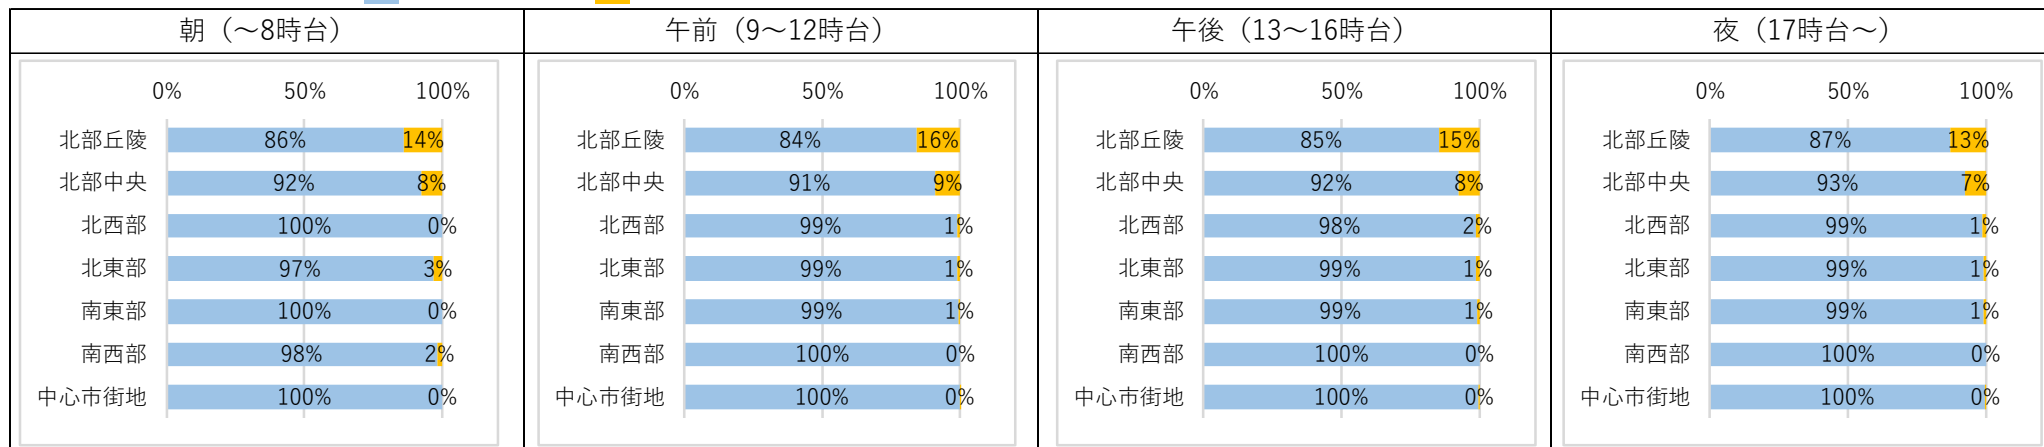 朝（～8時台） 午前（9～12時台） 午後（13～16時台） 夜（17時台～）
0% 50% 100% 0% 50% 100% 0% 50% 100% 0% 50% 100%
北部丘陵 86% 14% 北部丘陵 84% 16% 北部丘陵 85% 15% 北部丘陵 87% 13%
北部中央 92% 8% 北部中央 91% 9% 北部中央 92% 8% 北部中央 93% 7%
北西部 100% 0% 北西部 99% 1% 北西部 98% 2% 北西部 99% 1%
北東部 97% 3% 北東部 99% 1% 北東部 99% 1% 北東部 99% 1%
南東部 100% 0% 南東部 99% 1% 南東部 99% 1% 南東部 99% 1%
南西部 98% 2% 南西部 100% 0% 南西部 100% 0% 南西部 100% 0%
中心市街地 100% 0% 中心市街地 100% 0% 中心市街地 100% 0% 中心市街地 100% 0%